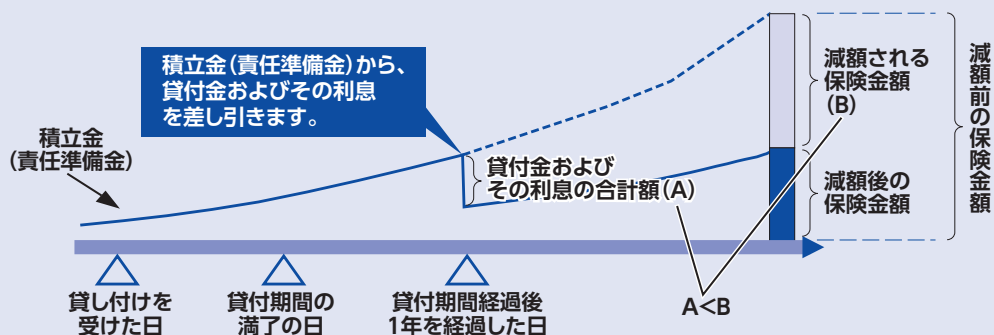 積立金(責任準備金)から、
貸付金およびその利息
を差し引きます。
積立金
(責任準備金)
貸付金および
その利息の合計額(A)
減額される
保険金額
(B)
減額後の
保険金額
減額前の保険金額
A<B
貸し付けを
受けた日
貸付期間の
満了の日
貸付期間経過後
1年を経過した日